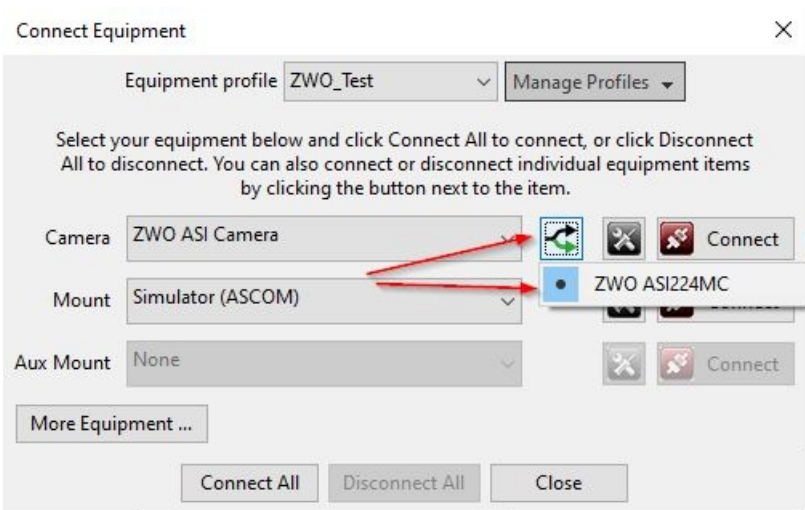 Connect Equipment
Equipment profile ZWO_Test Manage Profiles
Select your equipment below and click Connect All to connect, or click Disconnect
All to disconnect. You can also connect or disconnect individual equipment items
by clicking the button next to the item.
Camera ZWO ASI Camera Connect
ZWO ASI224MC
Mount Simulator (ASCOM)
Aux Mount None Connect
More Equipment ...
Connect All Disconnect All Close